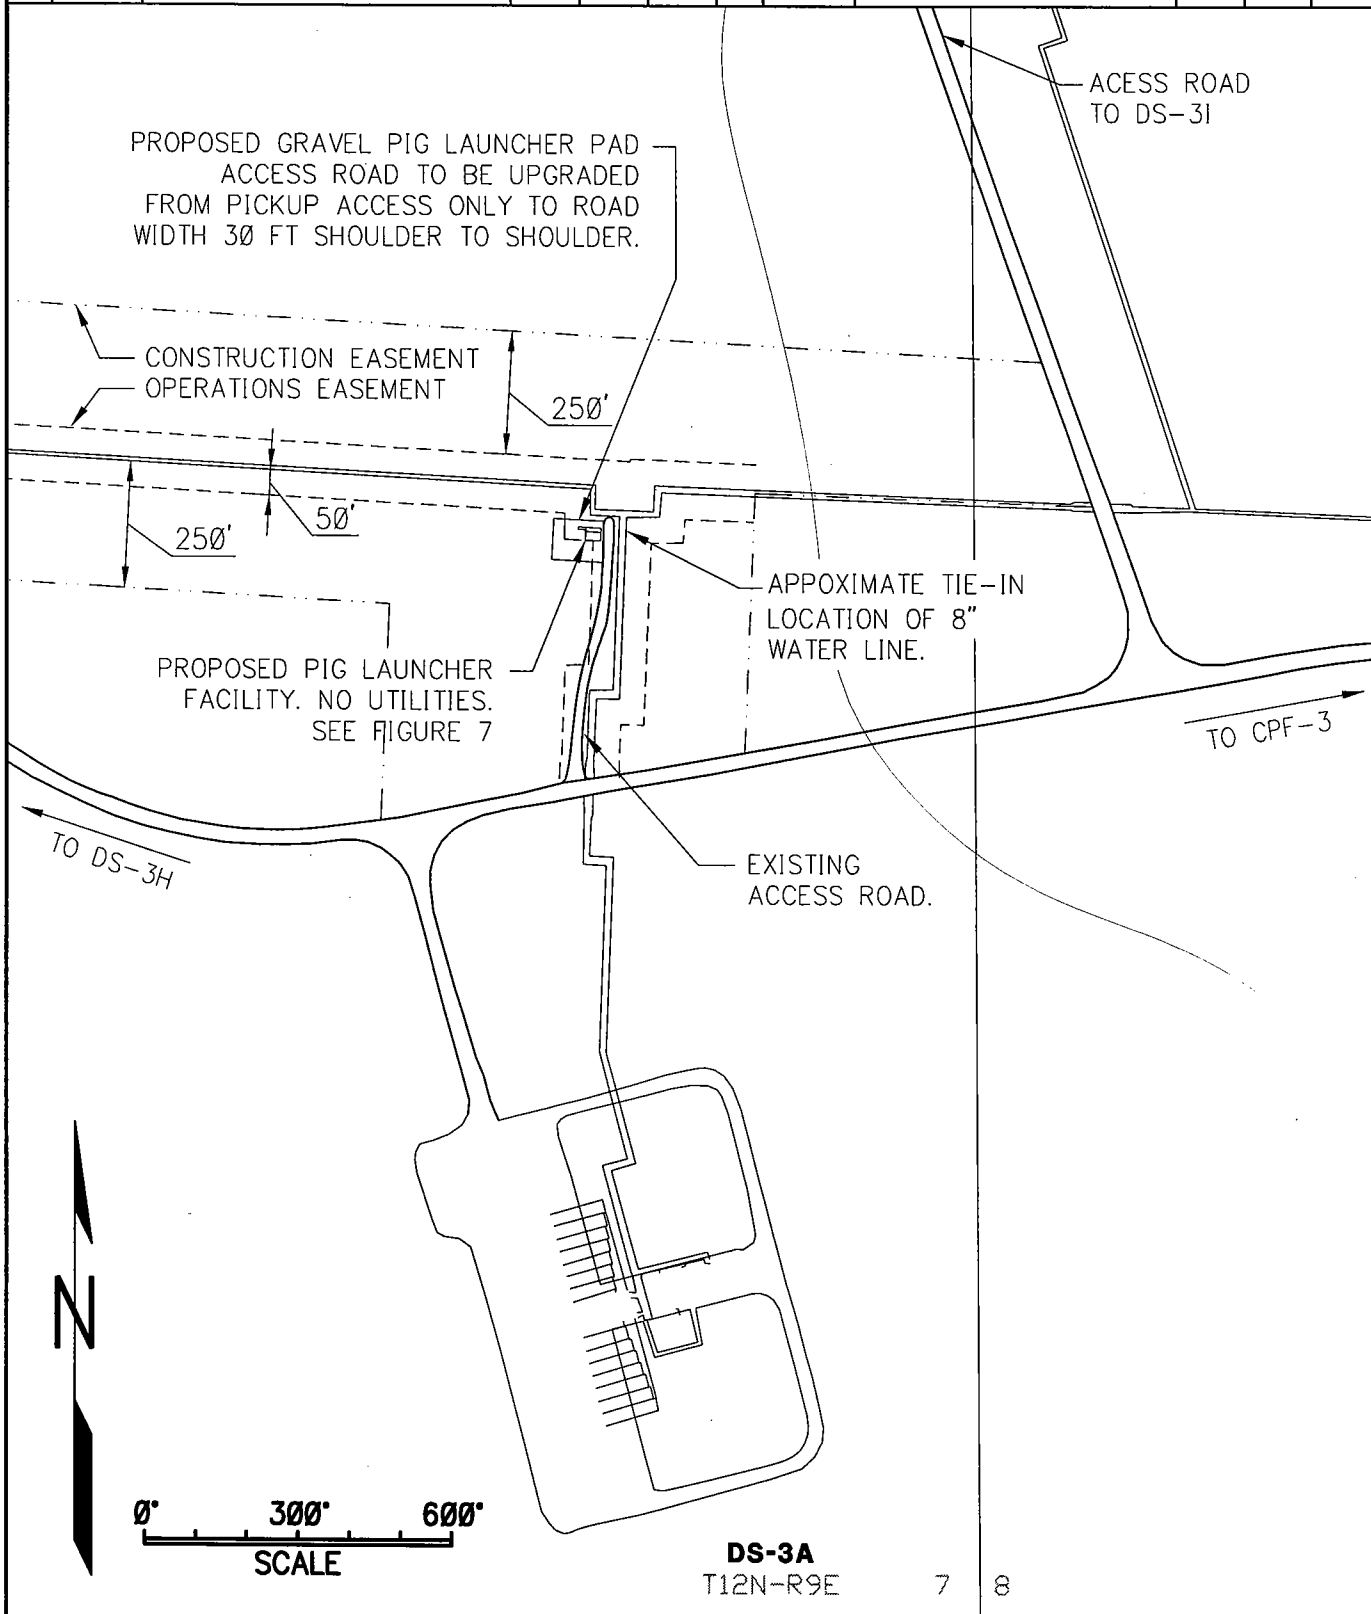 ACESS ROAD
TO DS-3I
PROPOSED GRAVEL PIG LAUNCHER PAD
ACCESS ROAD TO BE UPGRADED
FROM PICKUP ACCESS ONLY TO ROAD
WIDTH 30 FT SHOULDER TO SHOULDER.
CONSTRUCTION EASEMENT
OPERATIONS EASEMENT
250'
50'
250'
APPOXIMATE TIE-IN
LOCATION OF 8"
WATER LINE.
PROPOSED PIG LAUNCHER
FACILITY. NO UTILITIES.
SEE FIGURE 7
TO CPF-3
TO DS-3H
EXISTING
ACCESS ROAD.
N
0' 300' 600'
SCALE
DS-3A
T12N-R9E 7 8